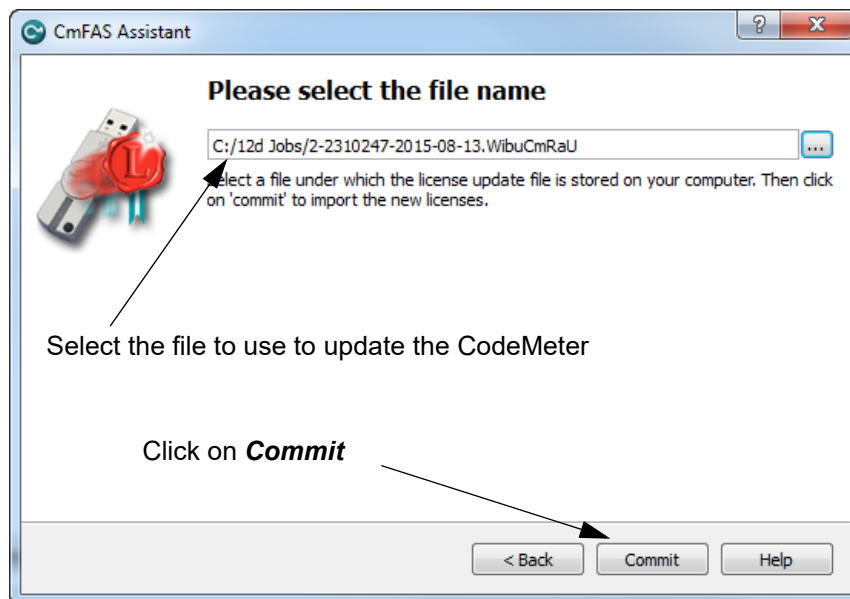 CmFAS Assistant
Please select the file name
C:/12d Jobs/2-2310247-2015-08-13.WibuCmRaU
...
Select a file under which the license update file is stored on your computer. Then click
on 'commit' to import the new licenses.
L
Select the file to use to update the CodeMeter
Click on Commit
< Back
Commit
Help